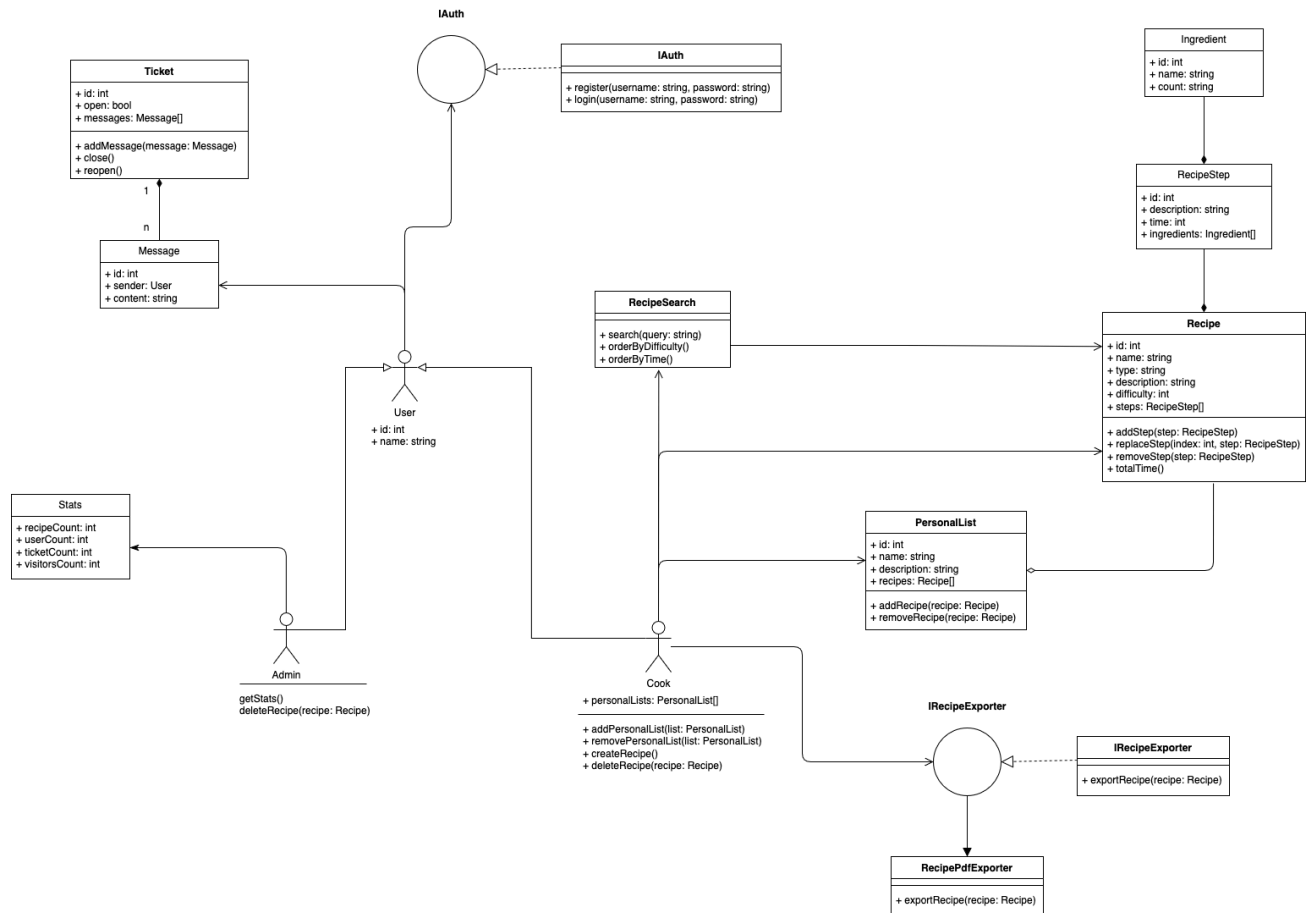 IAuth
IAuth
+ register(username: string, password: string)
+ login(username: string, password: string)
Ticket
+ id: int
+ open: bool
+ messages: Message[]
+ addMessage(message: Message)
+ close()
+ reopen()
1
n
Message
+ id: int
+ sender: User
+ content: string
Ingredient
+ id: int
+ name: string
+ count: string
RecipeStep
+ id: int
+ description: string
+ time: int
+ ingredients: Ingredient[]
RecipeSearch
+ search(query: string)
+ orderByDifficulty()
+ orderByTime()
Recipe
+ id: int
+ name: string
+ type: string
+ description: string
+ difficulty: int
+ steps: RecipeStep[]
+ addStep(step: RecipeStep)
+ replaceStep(index: int, step: RecipeStep)
+ removeStep(step: RecipeStep)
+ totalTime()
User
+ id: int
+ name: string
Stats
+ recipeCount: int
+ userCount: int
+ ticketCount: int
+ visitorsCount: int
PersonalList
+ id: int
+ name: string
+ description: string
+ recipes: Recipe[]
+ addRecipe(recipe: Recipe)
+ removeRecipe(recipe: Recipe)
Admin
getStats()
deleteRecipe(recipe: Recipe)
Cook
+ personalLists: PersonalList[]
+ addPersonalList(list: PersonalList)
+ removePersonalList(list: PersonalList)
+ createRecipe()
+ deleteRecipe(recipe: Recipe)
IRecipeExporter
IRecipeExporter
+ exportRecipe(recipe: Recipe)
RecipePdfExporter
+ exportRecipe(recipe: Recipe)